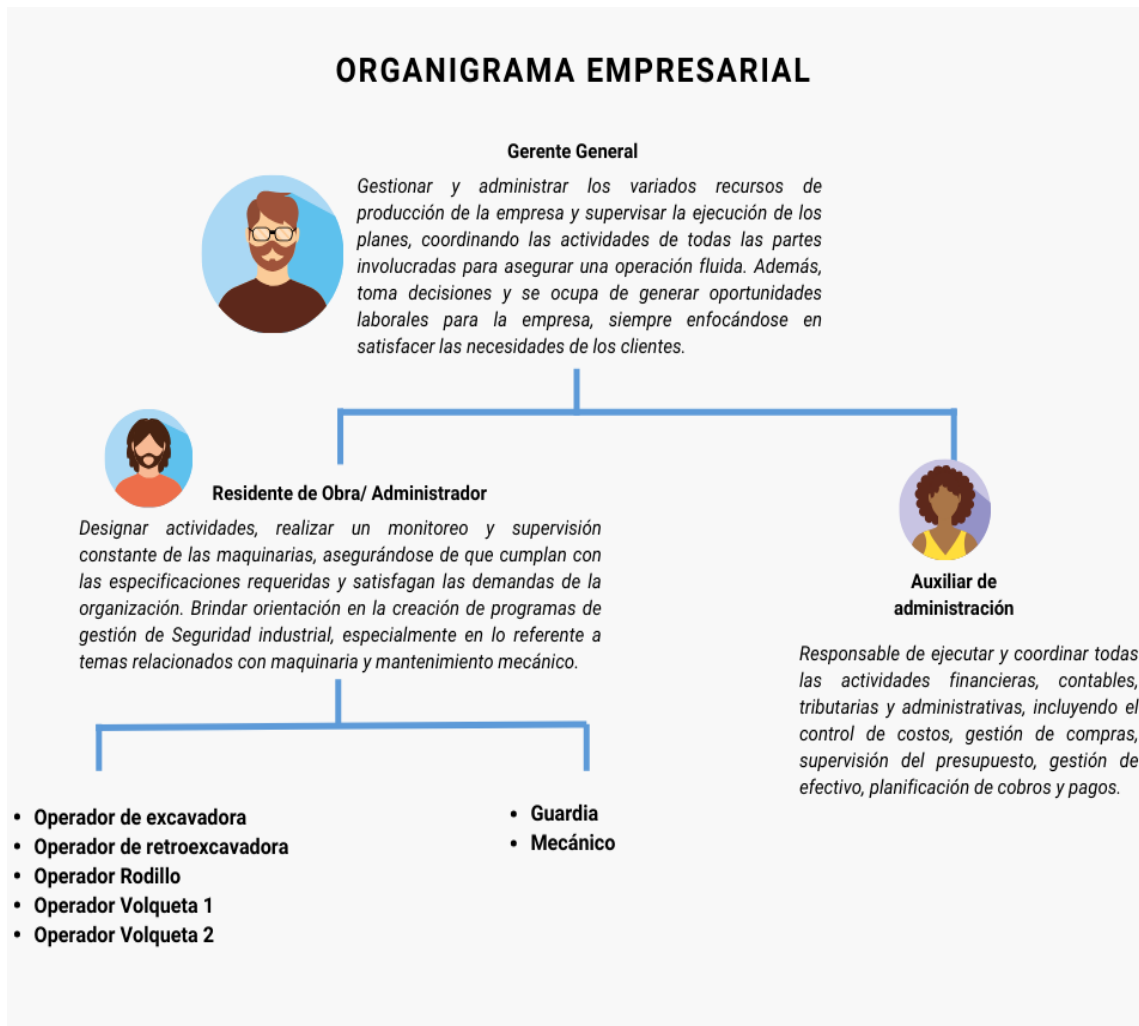 ORGANIGRAMA EMPRESARIAL
Gerente General
Gestionar y administrar los variados recursos de
producción de la empresa y supervisar la ejecución de los
planes, coordinando las actividades de todas las partes
involucradas para asegurar una operación fluida. Además,
toma decisiones y se ocupa de generar oportunidades
laborales para la empresa, siempre enfocándose en
satisfacer las necesidades de los clientes.
Residente de Obra/ Administrador
Designar actividades, realizar un monitoreo y supervisión
constante de las maquinarias, asegurándose de que cumplan con
las especificaciones requeridas y satisfagan las demandas de la
organización. Brindar orientación en la creación de programas de
gestión de Seguridad industrial, especialmente en lo referente a
temas relacionados con maquinaria y mantenimiento mecánico.
Auxiliar de
administración
Responsable de ejecutar y coordinar todas
las actividades financieras, contables,
tributarias y administrativas, incluyendo el
control de costos, gestión de compras,
supervisión del presupuesto, gestión de
efectivo, planificación de cobros y pagos.
• Operador de excavadora
• Operador de retroexcavadora
• Operador Rodillo
• Operador Volqueta 1
• Operador Volqueta 2
• Guardia
• Mecánico